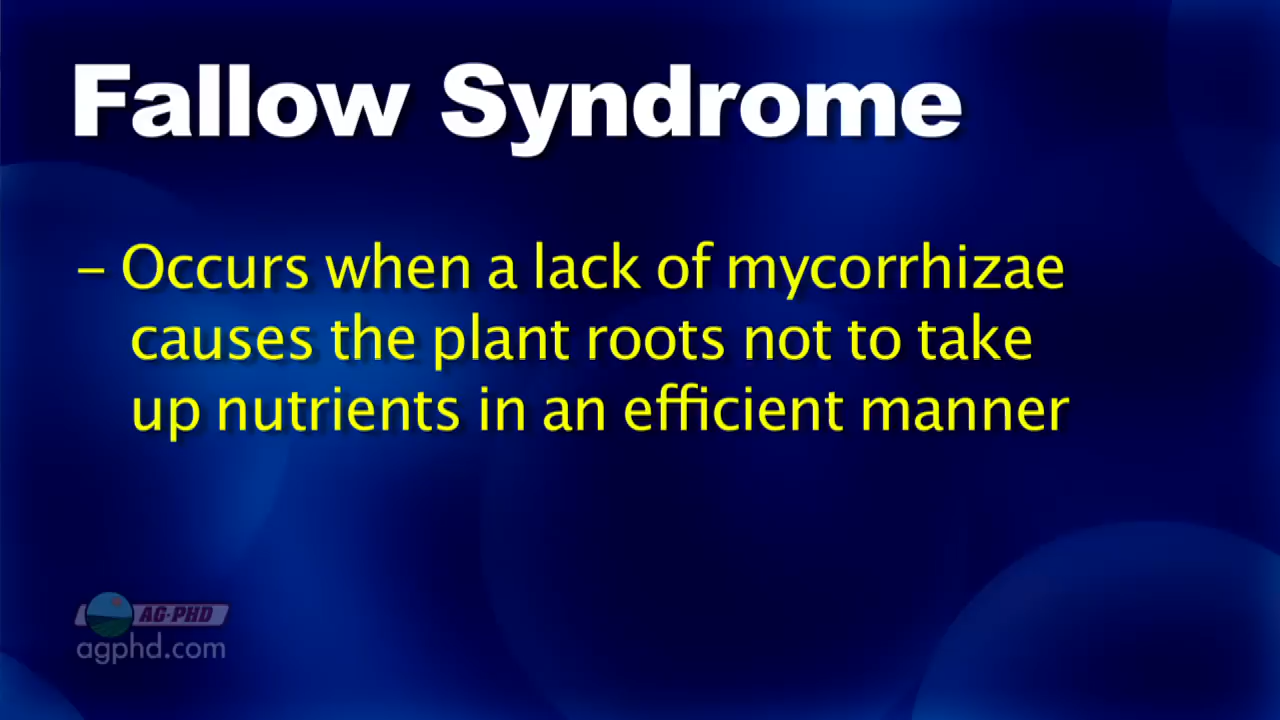 Fallow Syndrome
– Occurs when a lack of mycorrhizae
causes the plant roots not to take
up nutrients in an efficient manner
AG·PHD
agphd.com